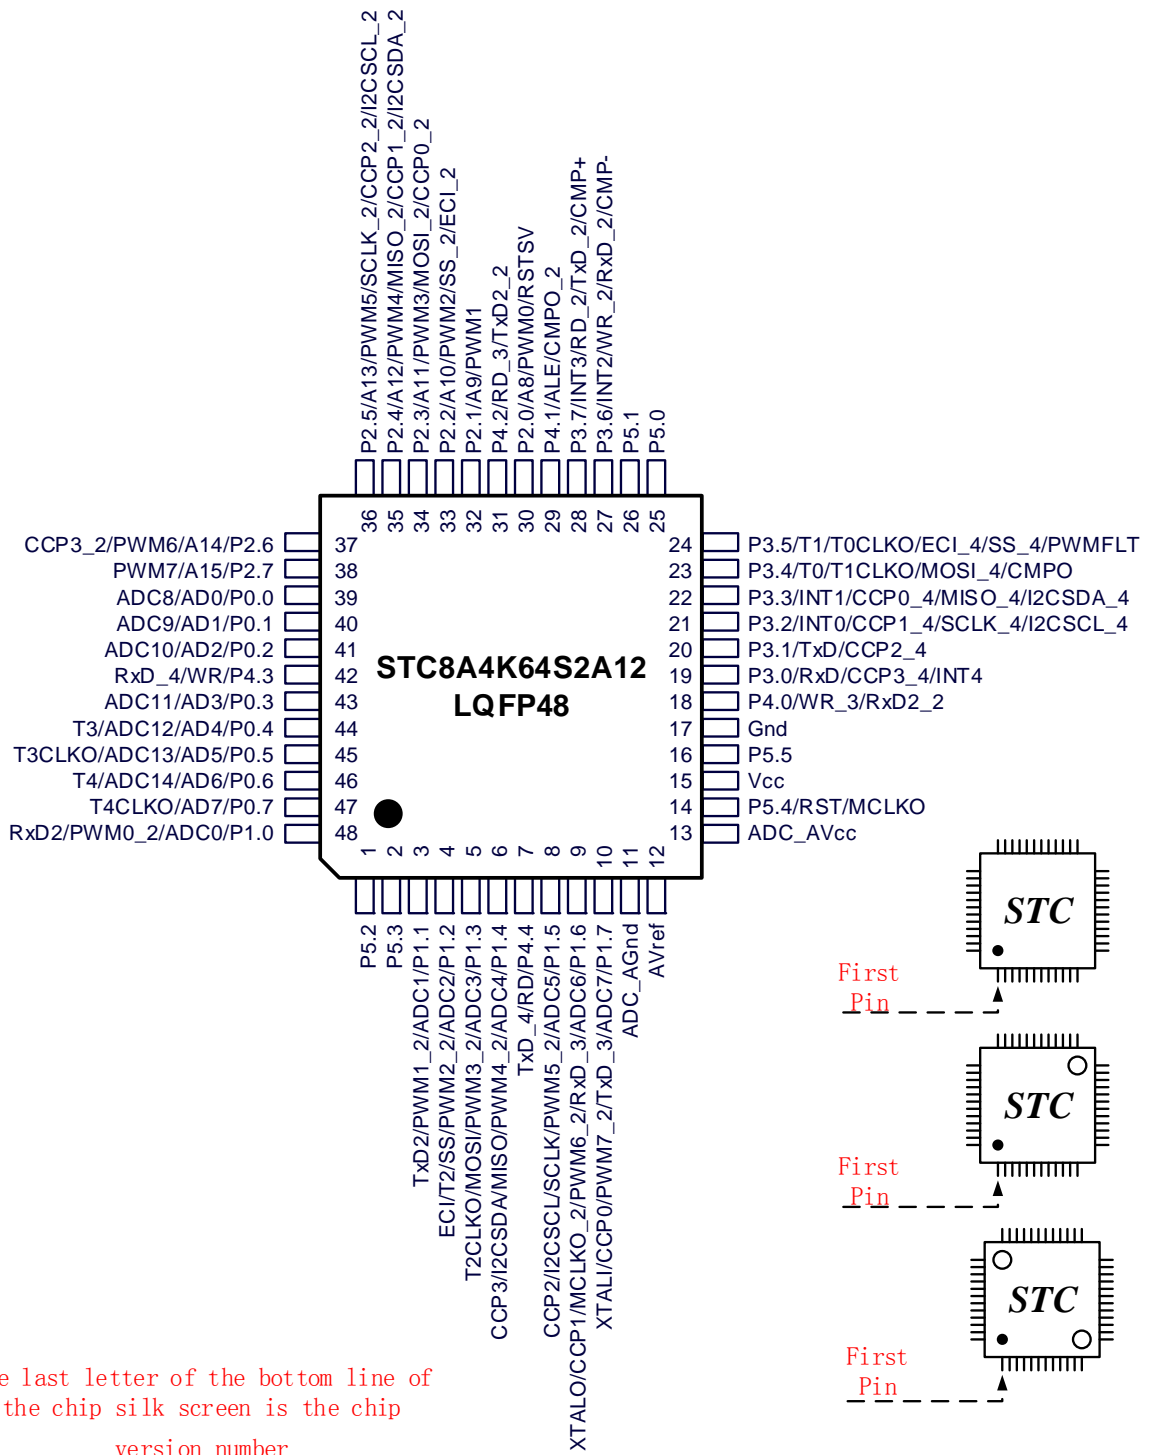 P2.5/A13/PWM5/SCLK_2/CCP2_2/I2CSCL_2
P2.4/A12/PWM4/MISO_2/CCP1_2/I2CSDA_2
P2.3/A11/PWM3/MOSI_2/CCP0_2
P2.2/A10/PWM2/SS_2/ECI_2
P2.1/A9/PWM1
P4.2/RD_3/TxD2_2
P2.0/A8/PWM0/RSTSV
P4.1/ALE/CMPO_2
P3.7/INT3/RD_2/TxD_2/CMP+
P3.6/INT2/WR_2/RxD_2/CMP-
P5.1
P5.0
36 35 34 33 32 31 30 29 28 27 26 25
CCP3_2/PWM6/A14/P2.6 37
PWM7/A15/P2.7 38
ADC8/AD0/P0.0 39
ADC9/AD1/P0.1 40
ADC10/AD2/P0.2 41
RxD_4/WR/P4.3 42
ADC11/AD3/P0.3 43
T3/ADC12/AD4/P0.4 44
T3CLKO/ADC13/AD5/P0.5 45
T4/ADC14/AD6/P0.6 46
T4CLKO/AD7/P0.7 47
RxD2/PWM0_2/ADC0/P1.0 48
STC8A4K64S2A12
LQFP48
24 P3.5/T1/T0CLKO/ECI_4/SS_4/PWMFLT
23 P3.4/T0/T1CLKO/MOSI_4/CMPO
22 P3.3/INT1/CCP0_4/MISO_4/I2CSDA_4
21 P3.2/INT0/CCP1_4/SCLK_4/I2CSCL_4
20 P3.1/TxD/CCP2_4
19 P3.0/RxD/CCP3_4/INT4
18 P4.0/WR_3/RxD2_2
17 Gnd
16 P5.5
15 Vcc
14 P5.4/RST/MCLKO
13 ADC_AVcc
1 2 3 4 5 6 7 8 9 10 11 12
P5.2
P5.3
TxD2/PWM1_2/ADC1/P1.1
ECI/T2/SS/PWM2_2/ADC2/P1.2
T2CLKO/MOSI/PWM3_2/ADC3/P1.3
CCP3/I2CSDA/MISO/PWM4_2/ADC4/P1.4
TxD_4/RD/P4.4
CCP2/I2CSCL/SCLK/PWM5_2/ADC5/P1.5
XTALO/CCP1/MCLKO_2/PWM6_2/RxD_3/ADC6/P1.6
XTALI/CCP0/PWM7_2/TxD_3/ADC7/P1.7
ADC_AGnd
AVref
STC
First
Pin
STC
First
Pin
STC
First
Pin
last letter of the bottom line of
the chip silk screen is the chip
version number